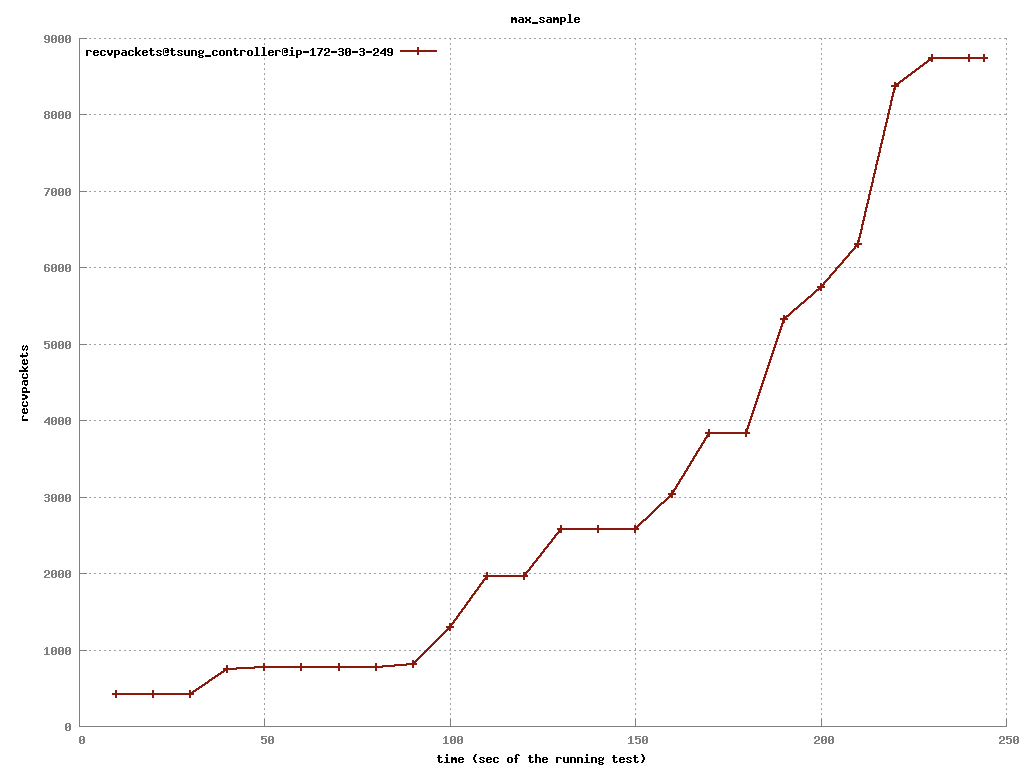 max_sample
recvpackets@tsung_controller@ip-172-30-3-249
9000
8000
7000
6000
5000
4000
3000
2000
1000
0
recvpackets
0 50 100 150 200 250
time (sec of the running test)